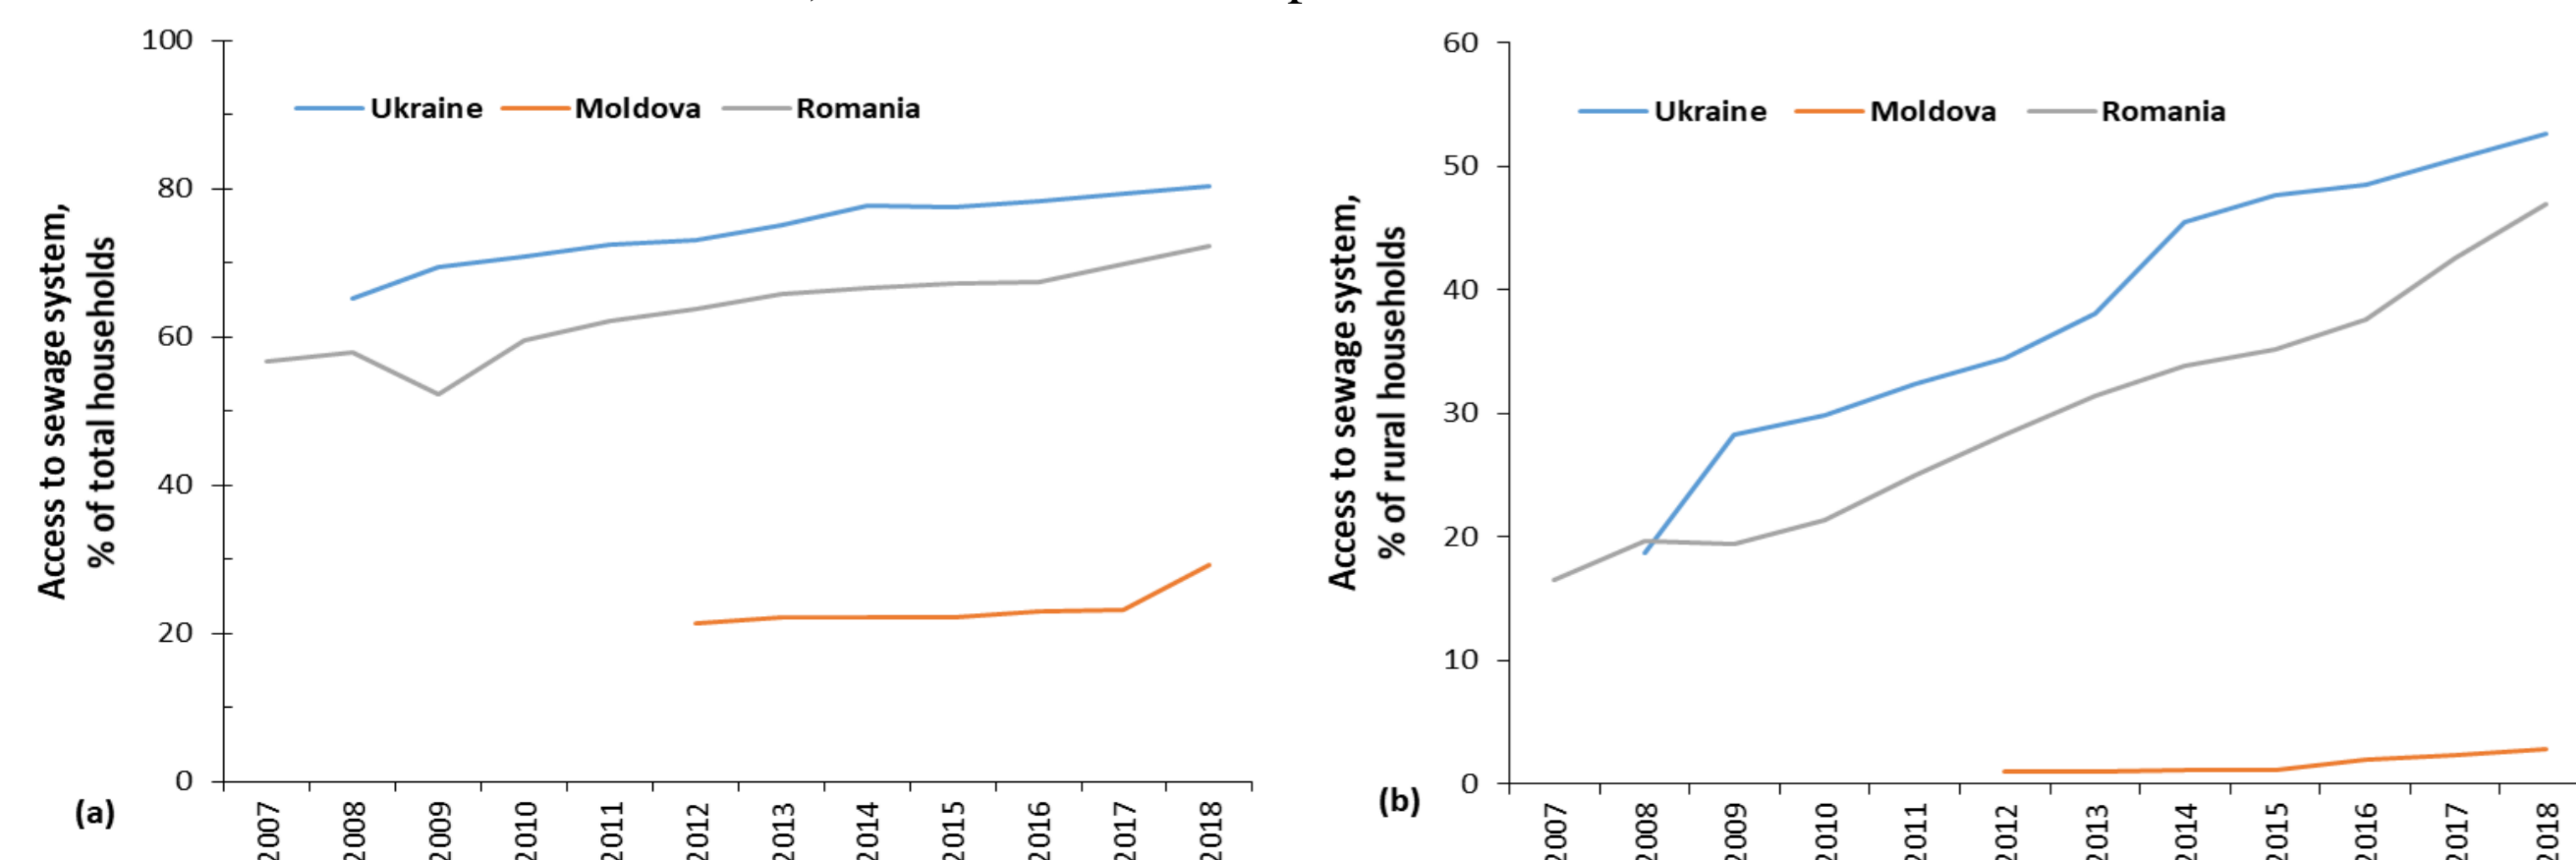 100
80
60
40
20
0
Ukraine Moldova Romania
Access to sewage system,
% of total households
2007 2008 2009 2010 2011 2012 2013 2014 2015 2016 2017 2018
(a)
60
50
40
30
20
10
0
Ukraine Moldova Romania
Access to sewage system,
% of rural households
2007 2008 2009 2010 2011 2012 2013 2014 2015 2016 2017 2018
(b)